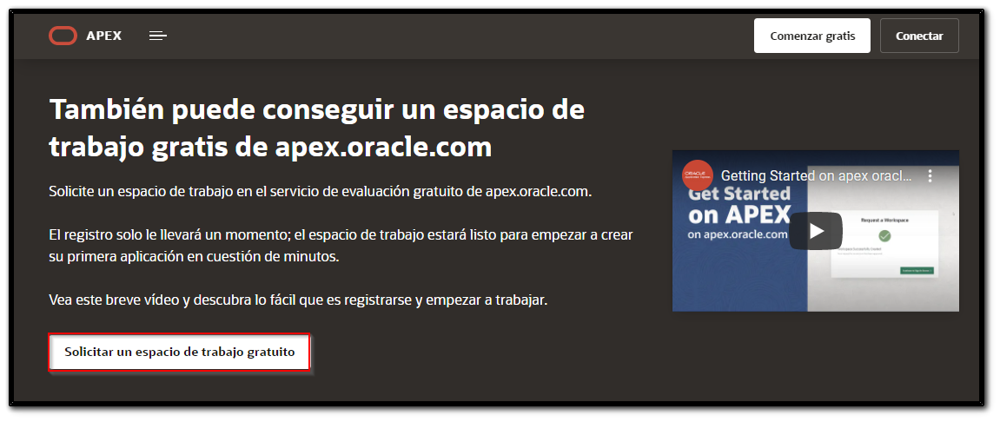 APEX
Comenzar gratis
Conectar
También puede conseguir un espacio de
trabajo gratis de apex.oracle.com
Solicite un espacio de trabajo en el servicio de evaluación gratuito de apex.oracle.com.
El registro solo le llevará un momento; el espacio de trabajo estará listo para empezar a crear
su primera aplicación en cuestión de minutos.
Vea este breve vídeo y descubra lo fácil que es registrarse y empezar a trabajar.
Solicitar un espacio de trabajo gratuito
ORACLE
Getting Started on apex oracl...
Get Started
on APEX
on apex.oracle.com
Request a Workspace